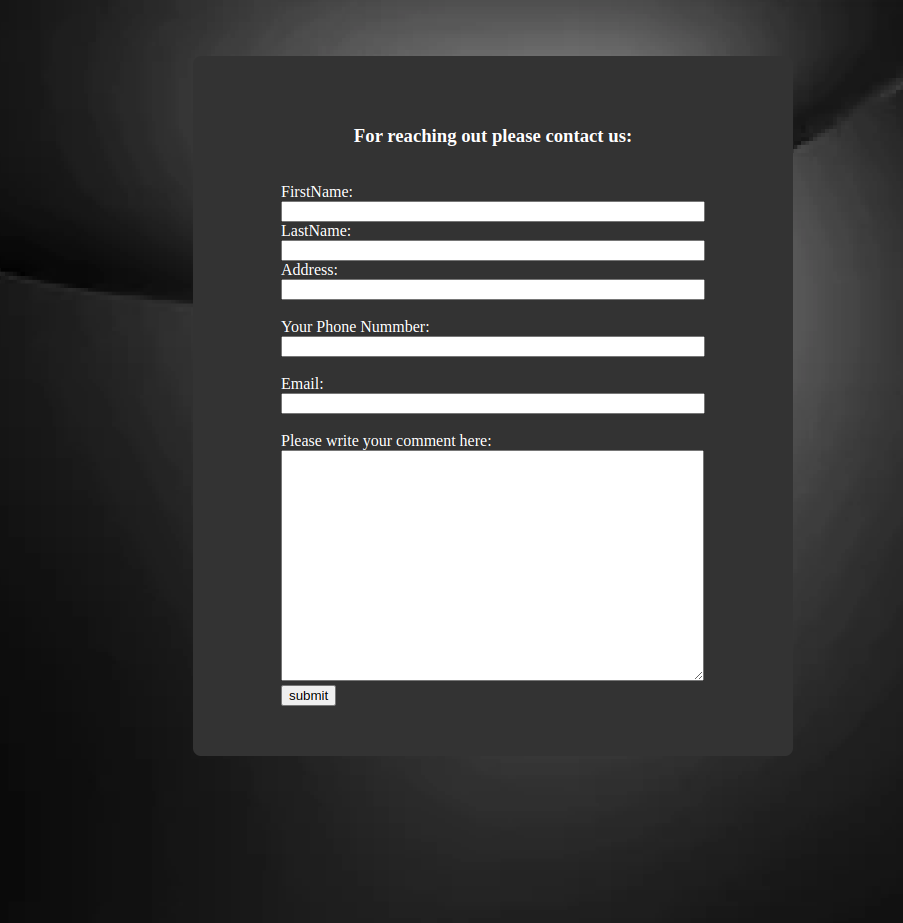 For reaching out please contact us:
FirstName:
LastName:
Address:
Your Phone Nummber:
Email:
Please write your comment here:
submit